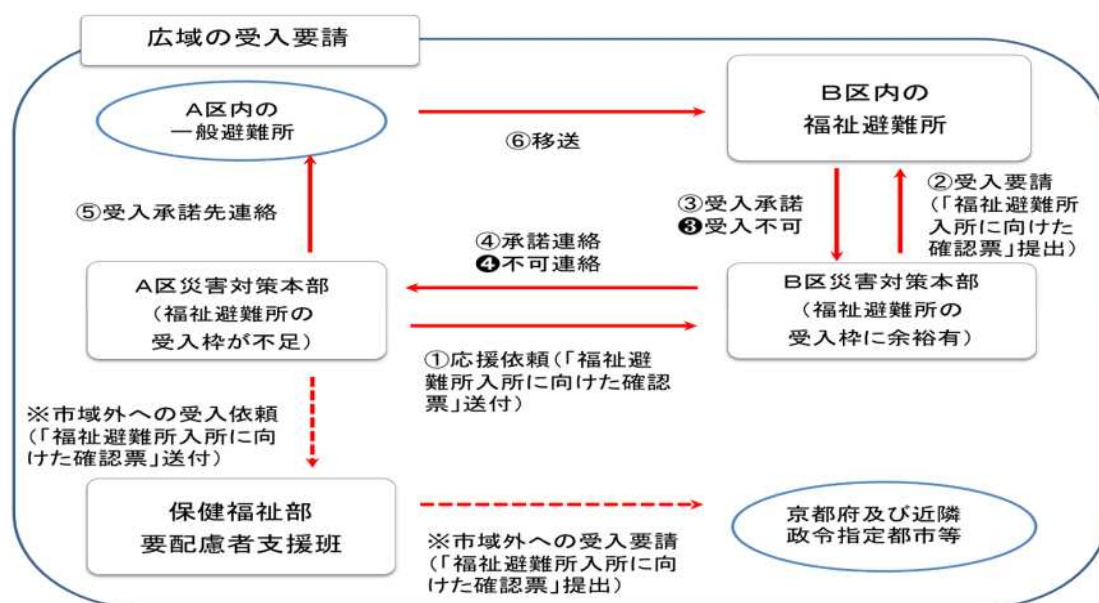 広域の受入要請
A区内の
一般避難所
B区内の
福祉避難所
⑥移送
⑤受入承諾先連絡
③受入承諾
❸受入不可
②受入要請
(「福祉避難所
入所に向けた
確認票」提出)
④承諾連絡
❹不可連絡
A区災害対策本部
(福祉避難所の
受入枠が不足)
B区災害対策本部
(福祉避難所の
受入枠に余裕有)
①応援依頼(「福祉避
難所入所に向けた確認
票」送付)
※市域外への受入依頼
(「福祉避難所入所に向
けた確認票」送付)
保健福祉部
要配慮者支援班
※市域外への受入要請
(「福祉避難所入所に向
けた確認票」提出)
京都府及び近隣
政令指定都市等